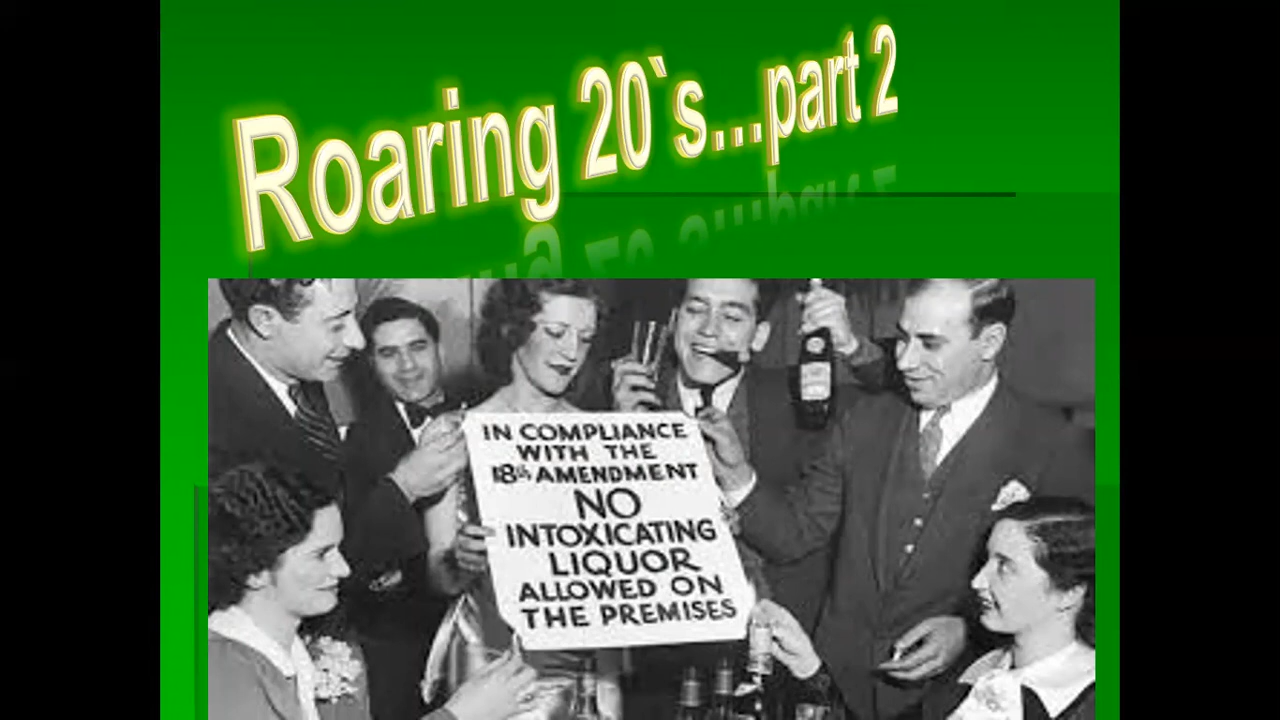 Roaring 20`s...part 2
IN COMPLIANCE
WITH THE
18th AMENDMENT
NO
INTOXICATING
LIQUOR
ALLOWED ON
THE PREMISES